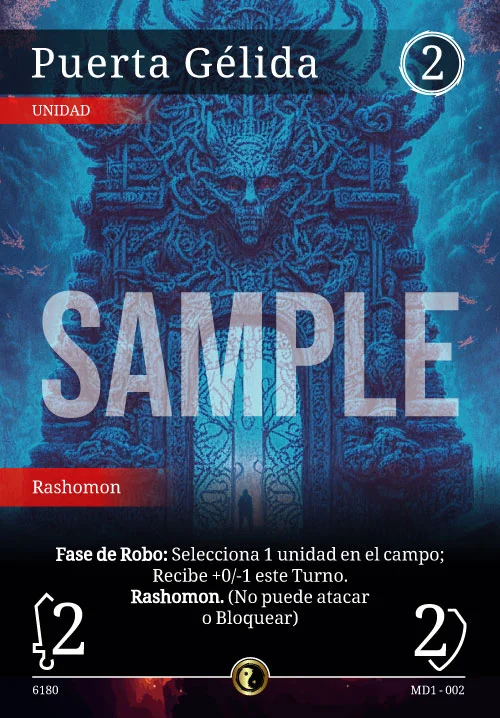 Puerta Gélida
2
UNIDAD
SAMPLE
Rashomon
Fase de Robo: Selecciona 1 unidad en el campo;
Recibe +0/-1 este Turno.
Rashomon. (No puede atacar
o Bloquear)
2
2
6180
MD1 - 002